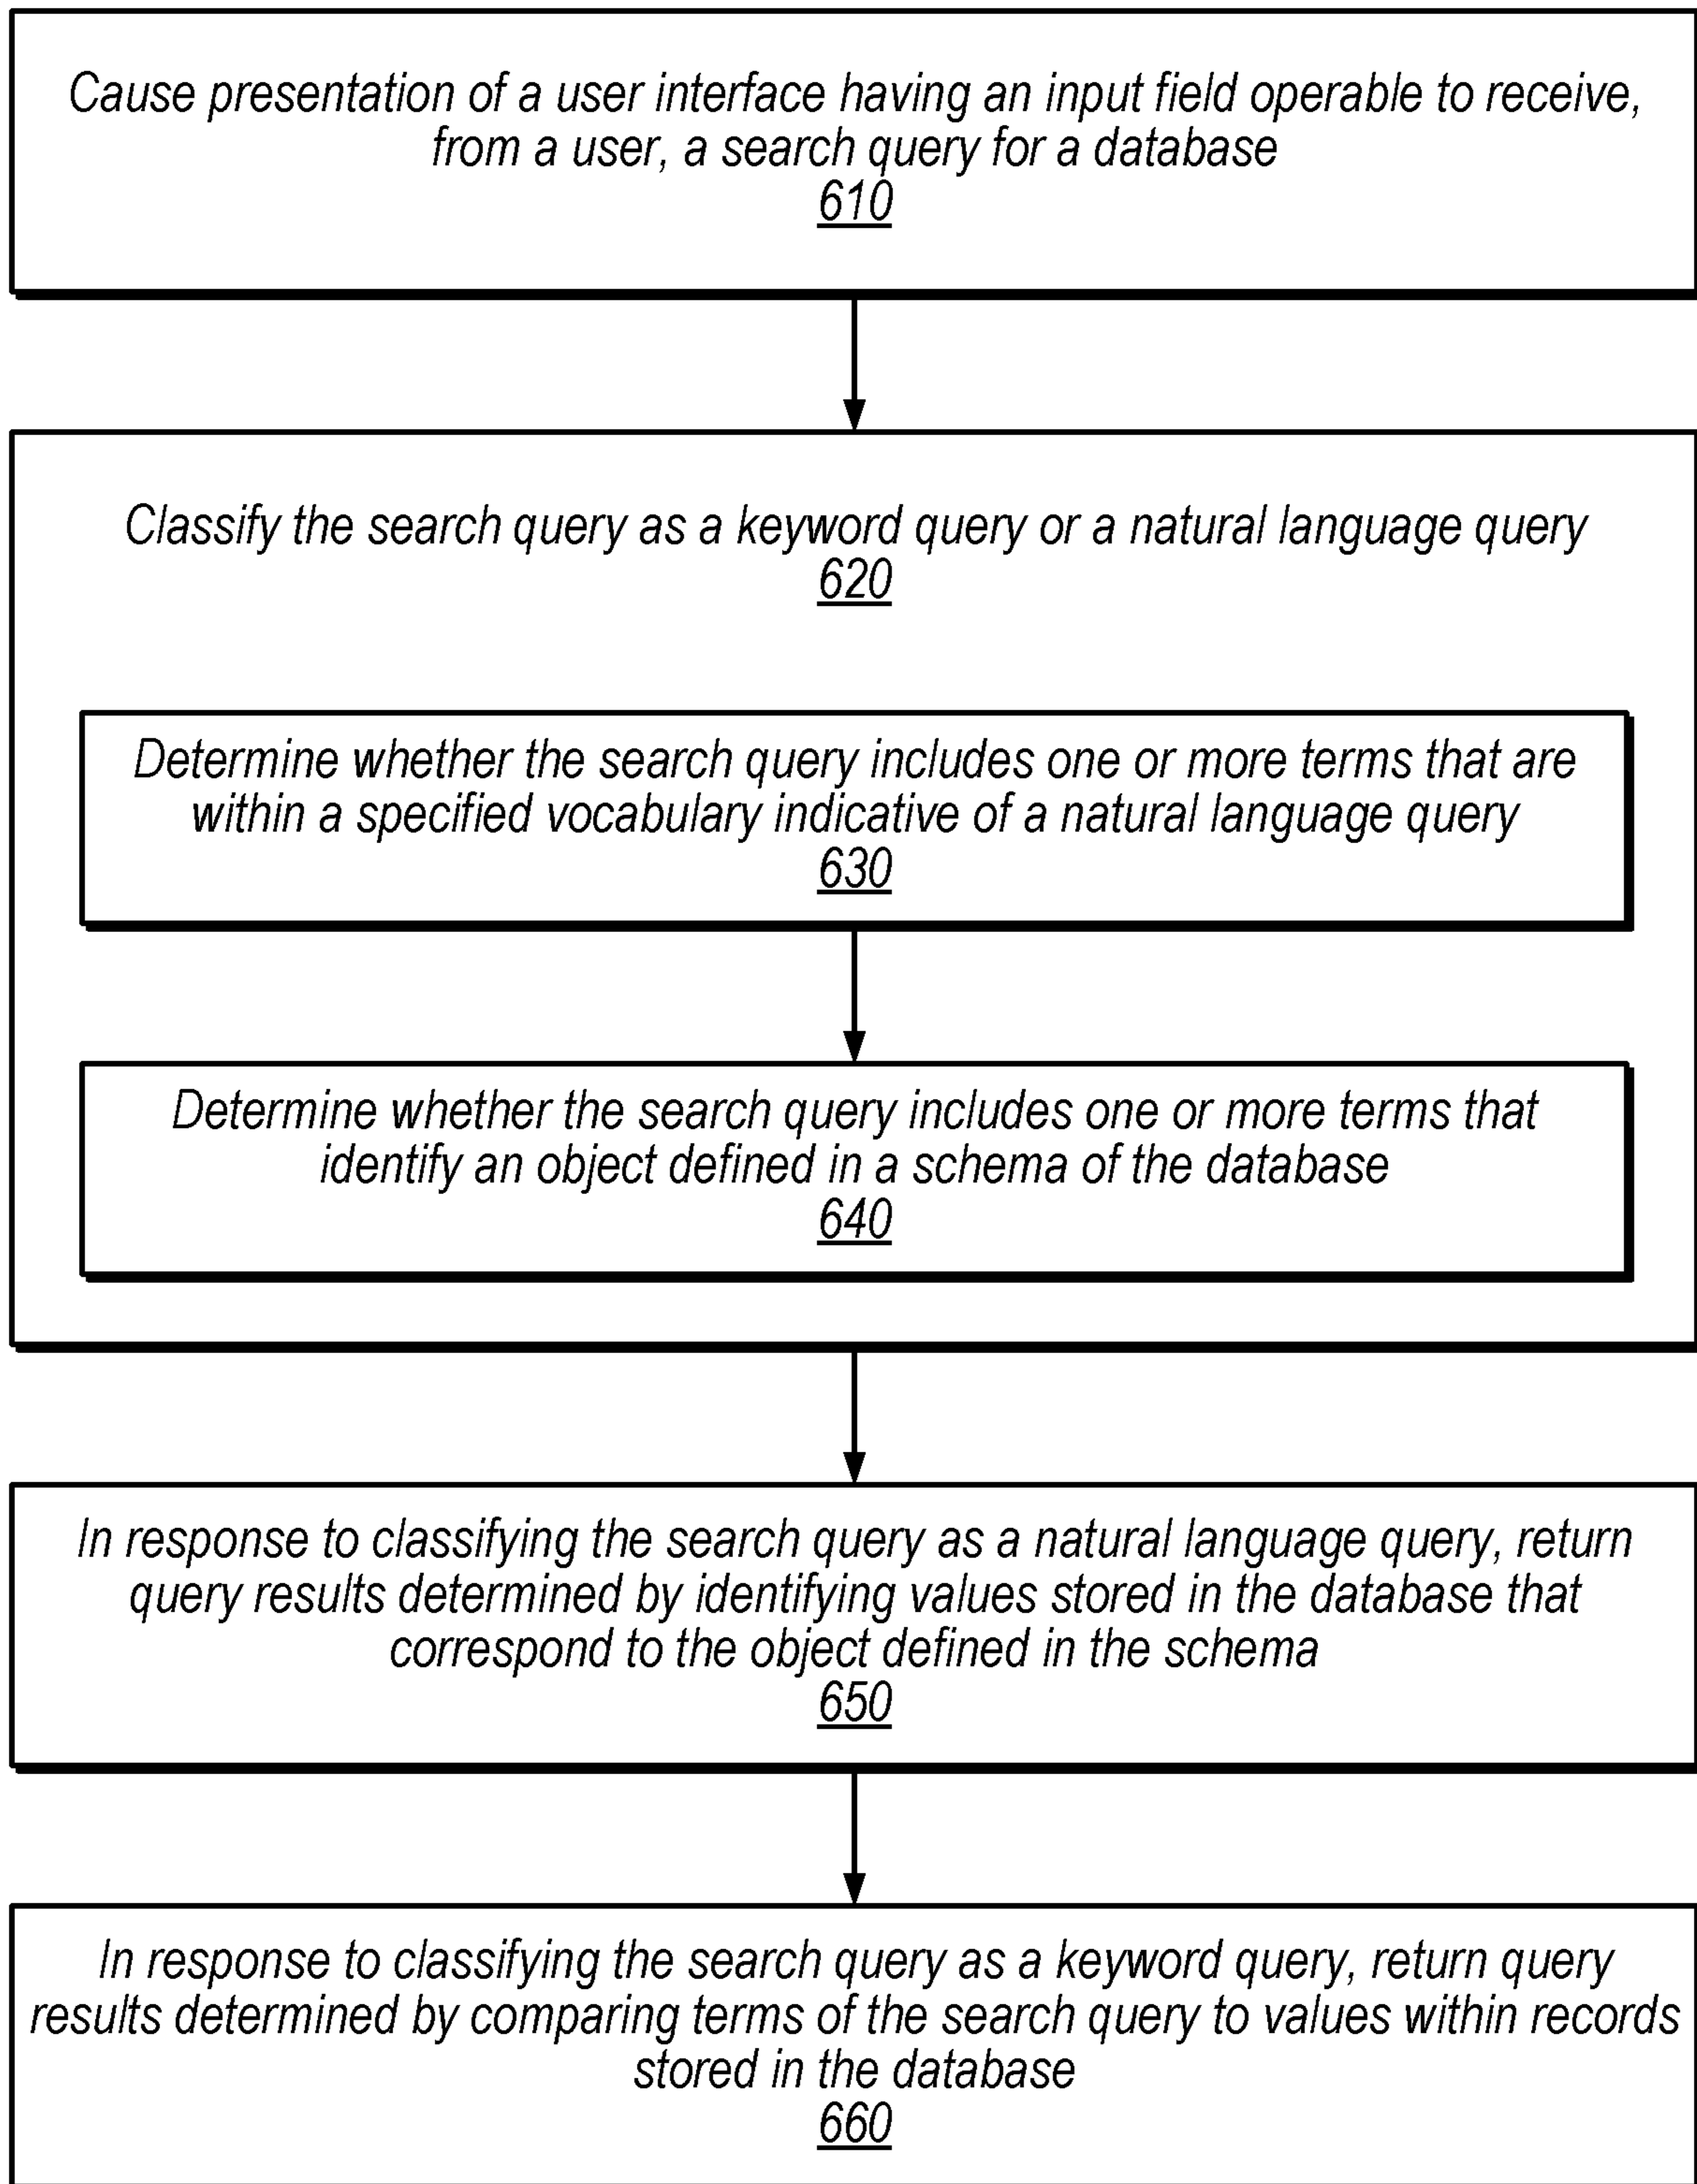 Cause presentation of a user interface having an input field operable to receive,
from a user, a search query for a database
610
Classify the search query as a keyword query or a natural language query
620
Determine whether the search query includes one or more terms that are
within a specified vocabulary indicative of a natural language query
630
Determine whether the search query includes one or more terms that
identify an object defined in a schema of the database
640
In response to classifying the search query as a natural language query, return
query results determined by identifying values stored in the database that
correspond to the object defined in the schema
650
In response to classifying the search query as a keyword query, return query
results determined by comparing terms of the search query to values within records
stored in the database
660